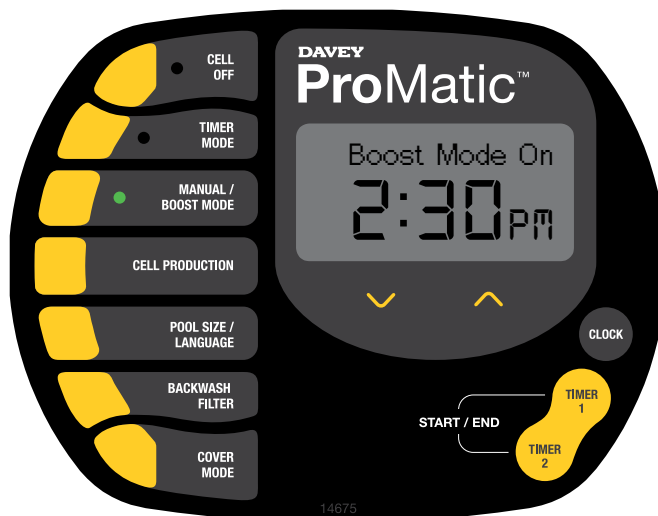 CELL
OFF
TIMER
MODE
MANUAL /
BOOST MODE
CELL PRODUCTION
POOL SIZE /
LANGUAGE
BACKWASH
FILTER
COVER
MODE
DAVEY
ProMatic™
Boost Mode On
2:30PM
CLOCK
TIMER
1
START / END
TIMER
2
14675